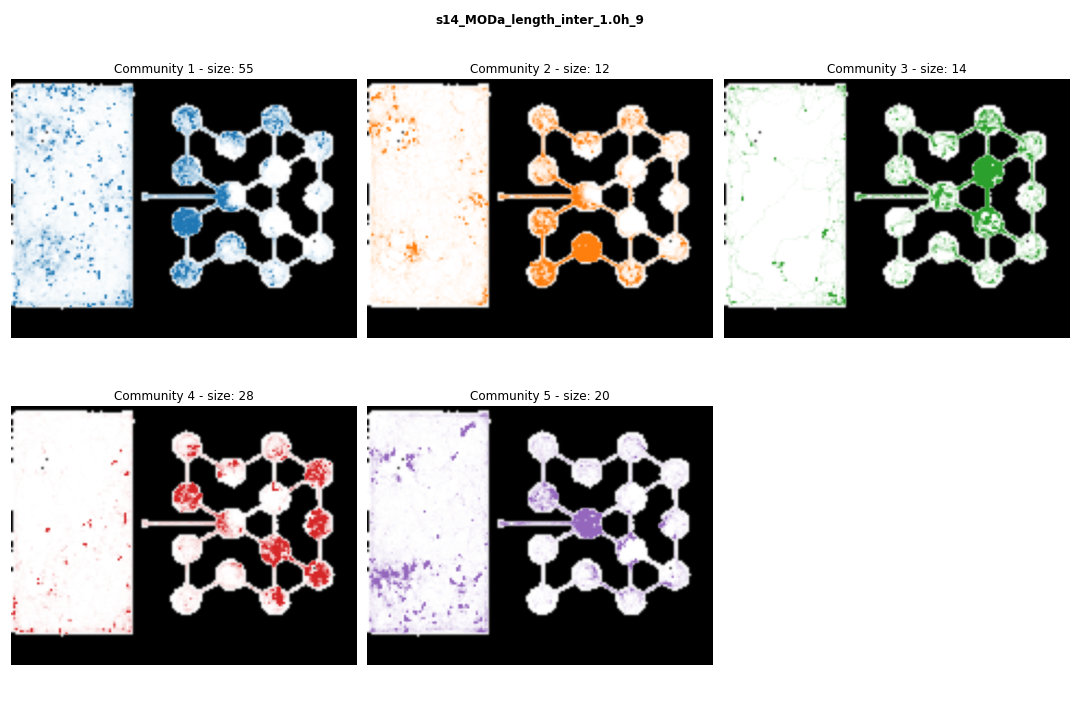 s14_MODa_length_inter_1.0h_9
Community 1 - size: 55
Community 2 - size: 12
Community 3 - size: 14
Community 4 - size: 28
Community 5 - size: 20